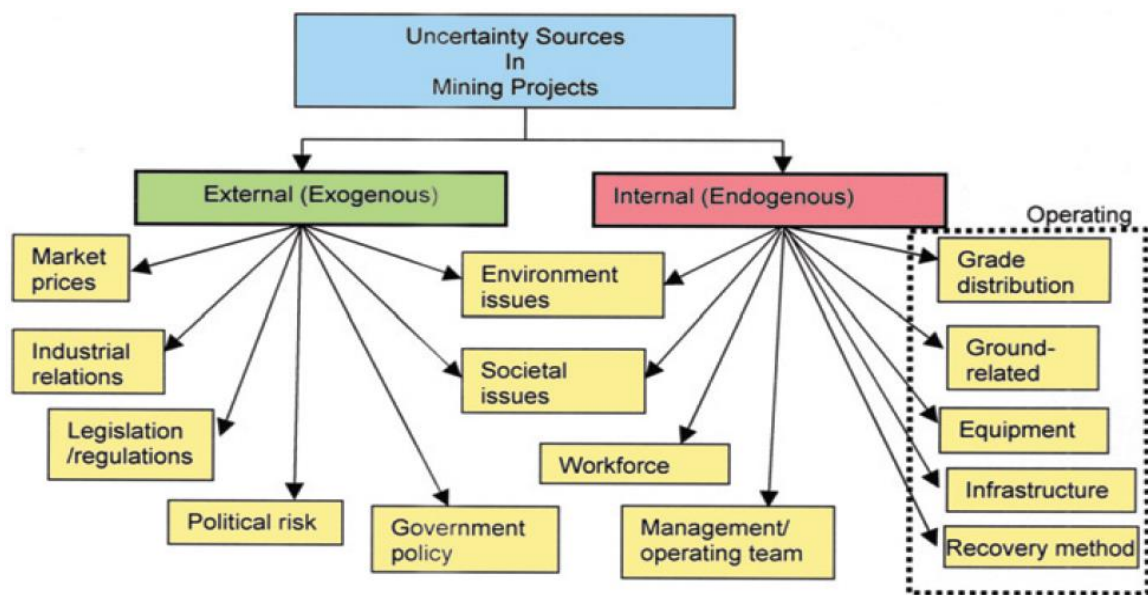 Uncertainty Sources
In
Mining Projects
External (Exogenous)
Internal (Endogenous)
Operating
Market
prices
Environment
issues
Grade
distribution
Industrial
relations
Societal
issues
Ground-
related
Legislation
/regulations
Equipment
Workforce
Infrastructure
Political risk
Government
policy
Management/
operating team
Recovery method